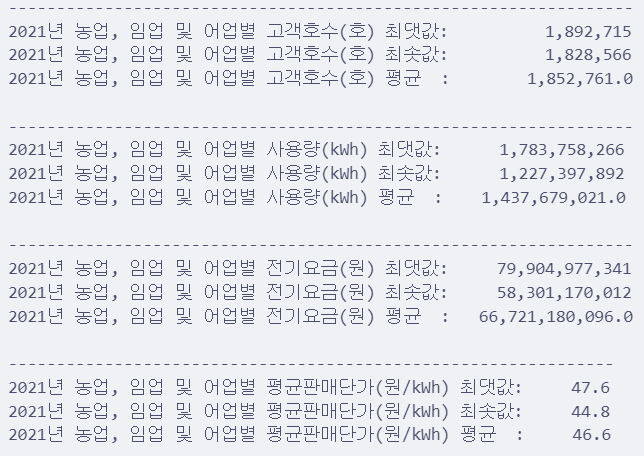 ----------------------------------------------------------------
2021년 농업, 임업 및 어업별 고객호수(호) 최댓값: 1,892,715
2021년 농업, 임업 및 어업별 고객호수(호) 최솟값: 1,828,566
2021년 농업, 임업 및 어업별 고객호수(호) 평균 : 1,852,761.0
----------------------------------------------------------------
2021년 농업, 임업 및 어업별 사용량(kWh) 최댓값: 1,783,758,266
2021년 농업, 임업 및 어업별 사용량(kWh) 최솟값: 1,227,397,892
2021년 농업, 임업 및 어업별 사용량(kWh) 평균 : 1,437,679,021.0
----------------------------------------------------------------
2021년 농업, 임업 및 어업별 전기요금(원) 최댓값: 79,904,977,341
2021년 농업, 임업 및 어업별 전기요금(원) 최솟값: 58,301,170,012
2021년 농업, 임업 및 어업별 전기요금(원) 평균 : 66,721,180,096.0
--------------------------------------------------------------
2021년 농업, 임업 및 어업별 평균판매단가(원/kWh) 최댓값: 47.6
2021년 농업, 임업 및 어업별 평균판매단가(원/kWh) 최솟값: 44.8
2021년 농업, 임업 및 어업별 평균판매단가(원/kWh) 평균 : 46.6